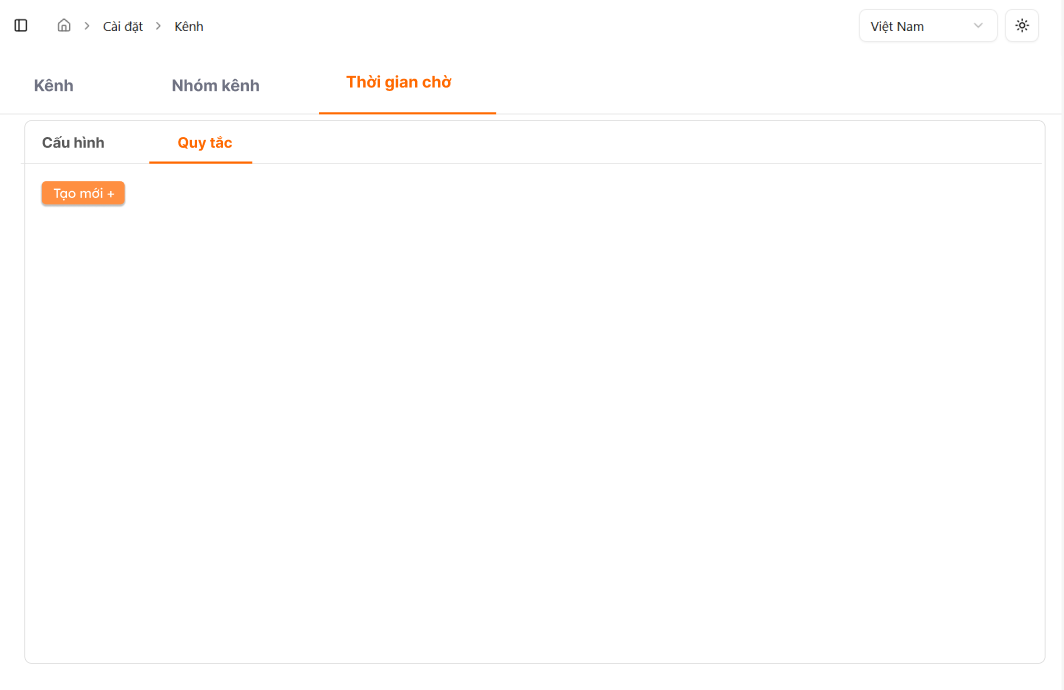 Cài đặt > Kênh
Việt Nam
Kênh
Nhóm kênh
Thời gian chờ
Cấu hình
Quy tắc
Tạo mới +